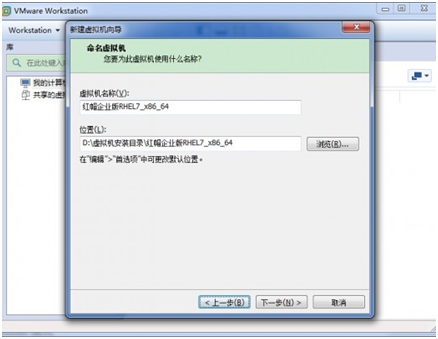 VMware Workstation
Workstation
新建虚拟机向导
库
命名虚拟机
您要为此虚拟机使用什么名称?
在此处键入
我的计算
共享的虚
虚拟机名称(V):
红帽企业版RHEL7_x86_64
位置(L):
D:\虚拟机安装目录\红帽企业版RHEL7_x86_64
浏览(R)...
在"编辑">"首选项"中可更改默认位置。
< 上一步(B)
下一步(N) >
取消